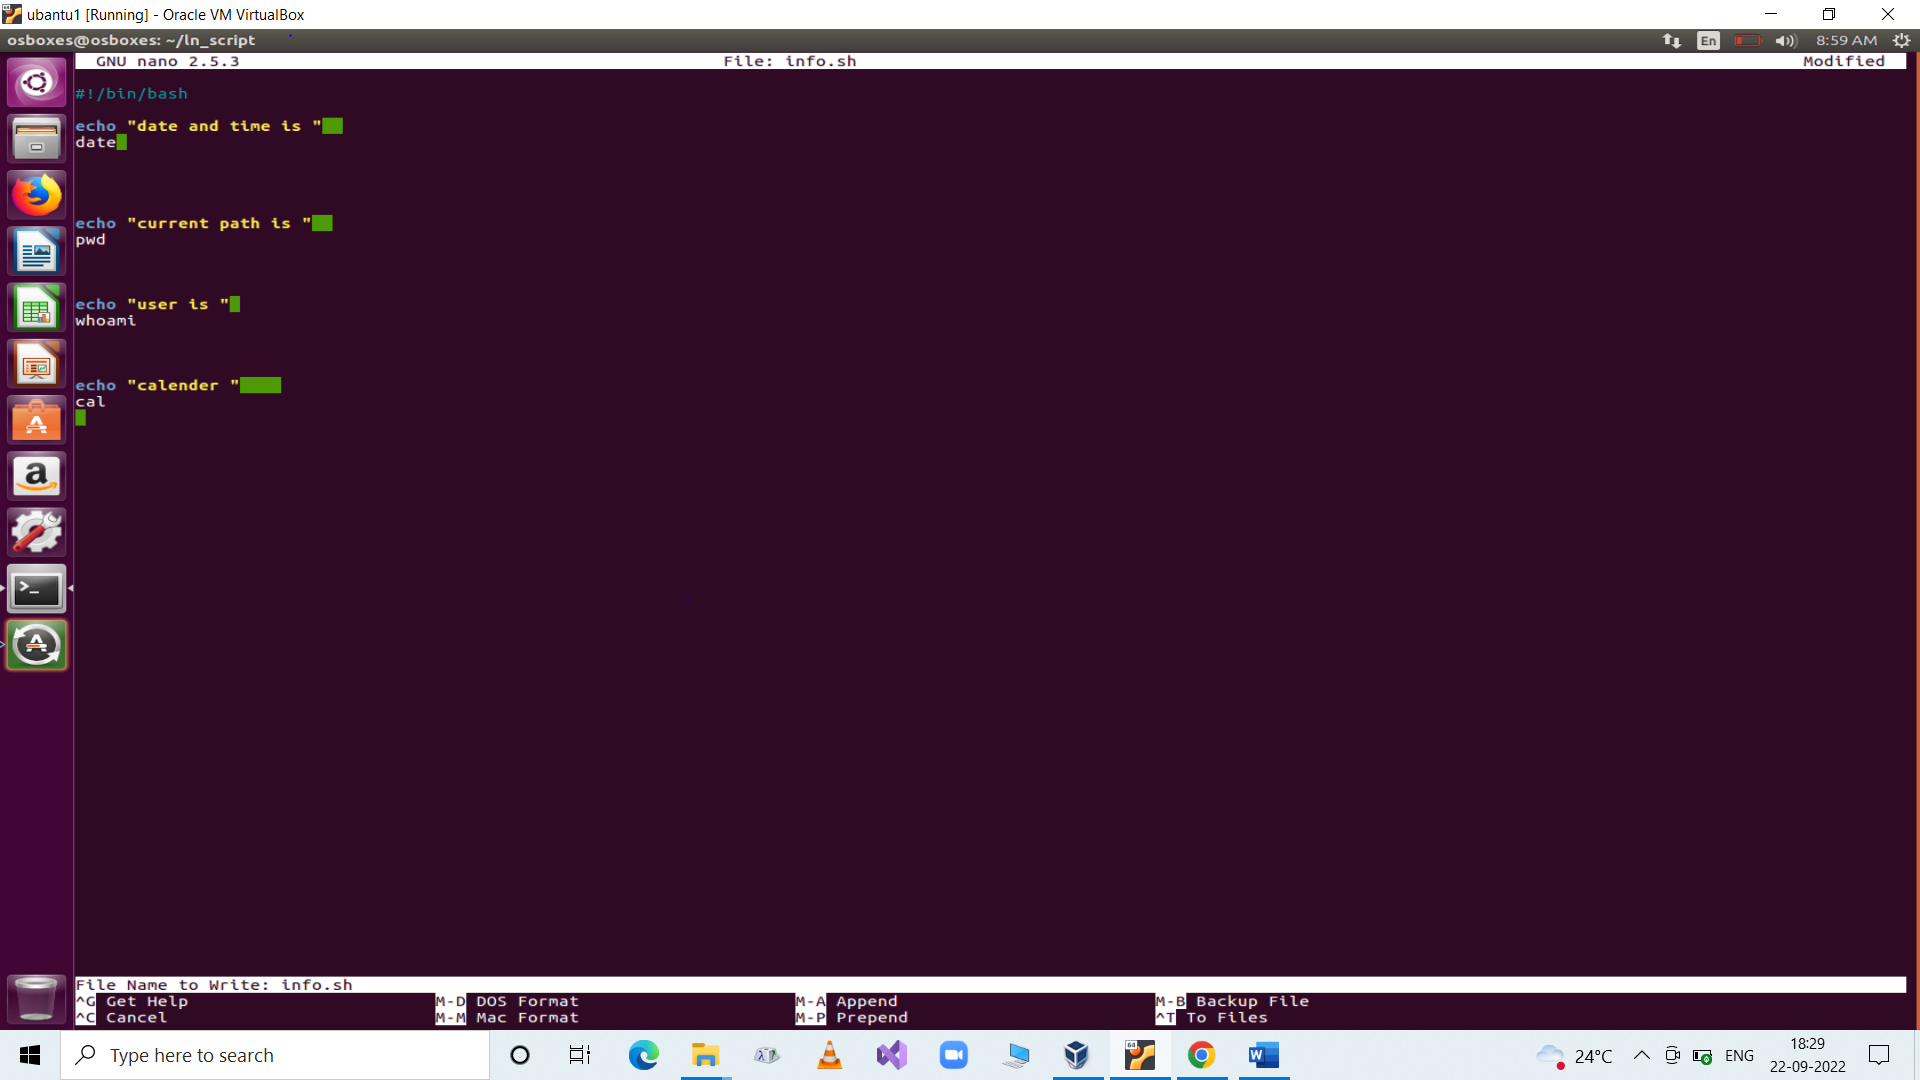 ubantu1 [Running] - Oracle VM VirtualBox
osboxes@osboxes: ~/ln_script
En
8:59 AM
GNU nano 2.5.3 File: info.sh Modified
#!/bin/bash
echo "date and time is "
date
echo "current path is "
pwd
echo "user is "
whoami
echo "calender "
cal
File Name to Write: info.sh
^G Get Help M-D DOS Format M-A Append M-B Backup File
^C Cancel M-M Mac Format M-P Prepend ^T To Files
Type here to search
64
24°C
ENG
18:29
22-09-2022